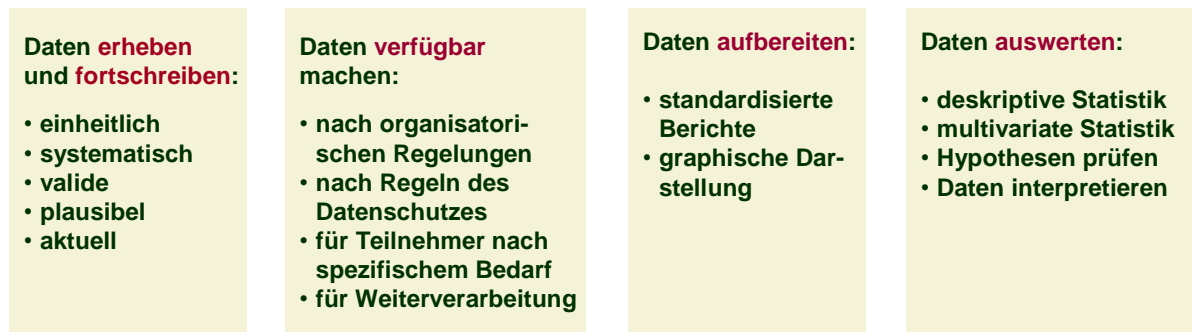 Daten erheben
und fortschreiben:
• einheitlich
• systematisch
• valide
• plausibel
• aktuell
Daten verfügbar
machen:
• nach organisatori-
schen Regelungen
• nach Regeln des
Datenschutzes
• für Teilnehmer nach
spezifischem Bedarf
• für Weiterverarbeitung
Daten aufbereiten:
• standardisierte
Berichte
• graphische Dar-
stellung
Daten auswerten:
• deskriptive Statistik
• multivariate Statistik
• Hypothesen prüfen
• Daten interpretieren